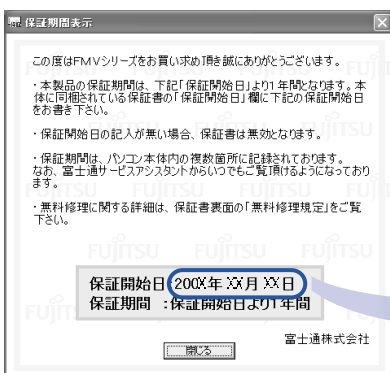 保証期間表示
この度はFMVシリーズをお買い求め頂き誠にありがとうございます。
・本製品の保証期間は、下記「保証開始日」より1年間となります。本
体に同梱されている保証書の「保証開始日」欄に下記の保証開始日
をお書き下さい。
・保証開始日の記入が無い場合、保証書は無効となります。
・保証期間は、パソコン本体内の複数箇所に記録されております。
なお、富士通サービスアシスタントからいつでもご覧頂けるようになっており
ます。
・無料修理に関する詳細は、保証書裏面の「無料修理規定」をご覧
下さい。
FUJITSU FUJITSU FUJITSU
保証開始日:200X年 XX月 XX日
保証期間 :保証開始日より1年間
富士通株式会社
閉じる